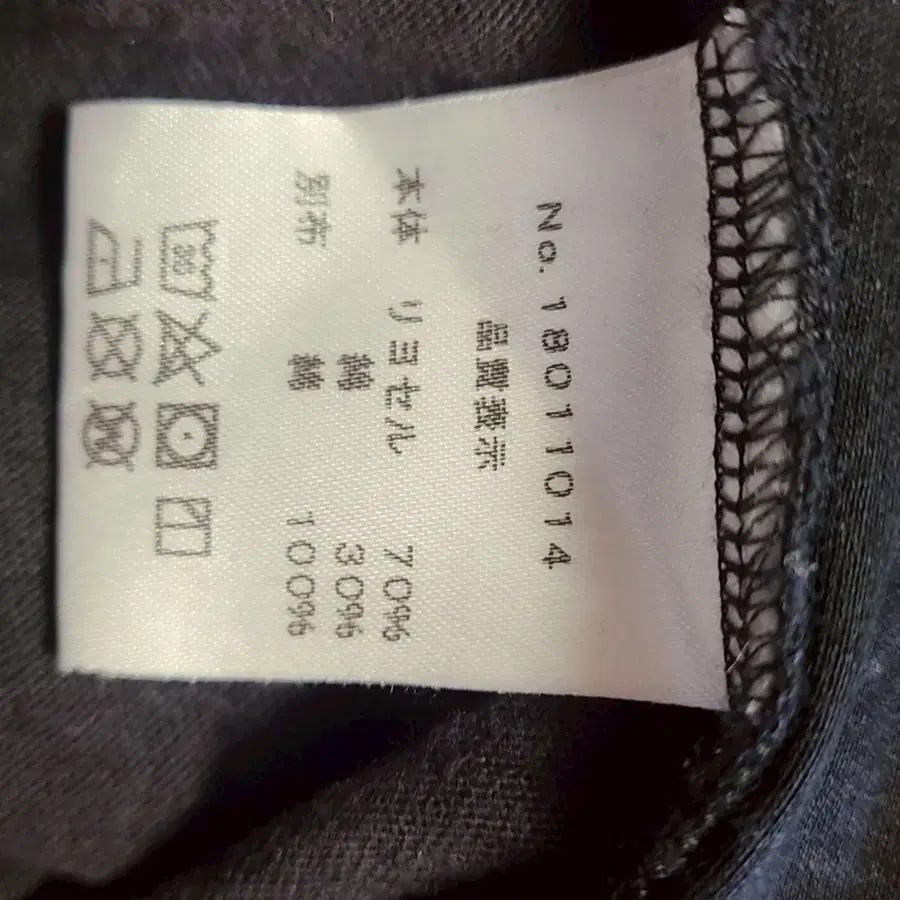 No. 18011014
品質表示
本体 リヨセル 70%
綿 30%
別布 綿 100%
30